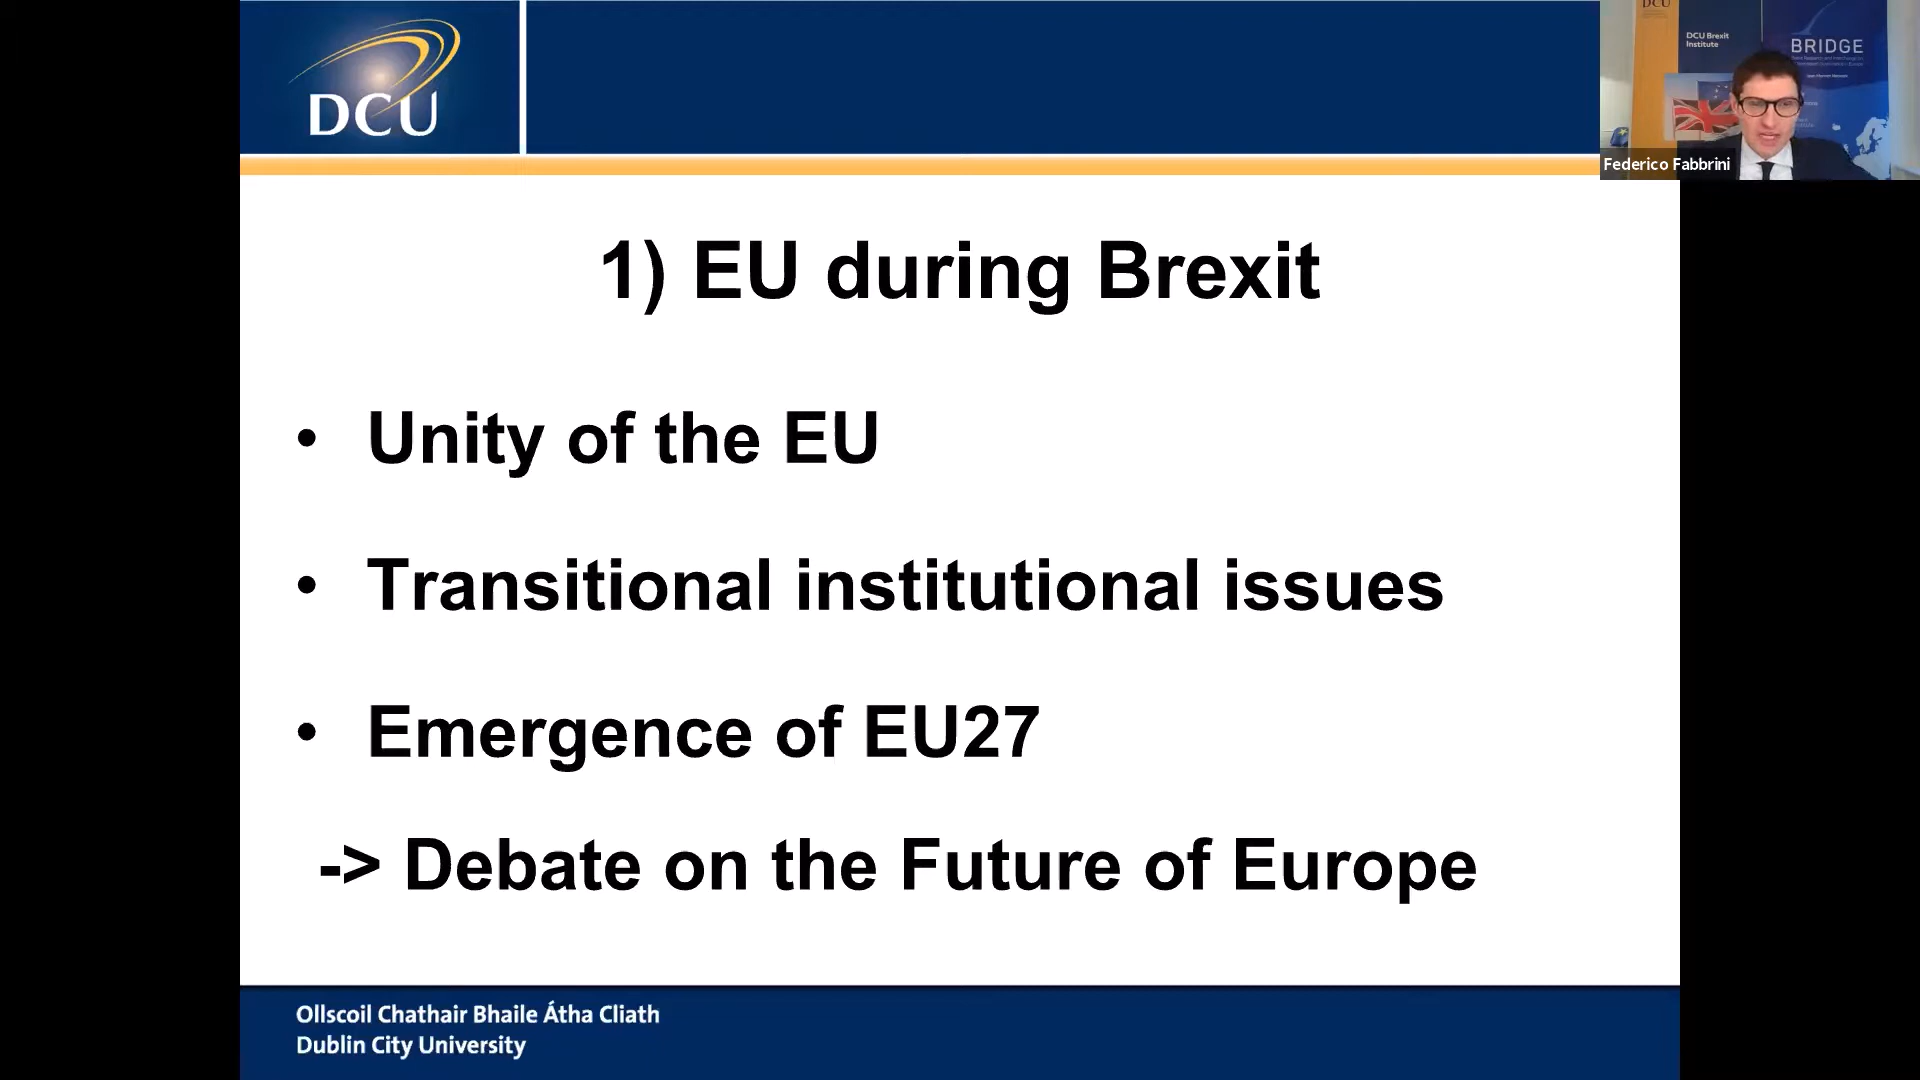 DCU
DCU
DCU Brexit
Institute
BRIDGE
Federico Fabbrini
1) EU during Brexit
• Unity of the EU
• Transitional institutional issues
• Emergence of EU27
-> Debate on the Future of Europe
Ollscoil Chathair Bhaile Átha Cliath
Dublin City University